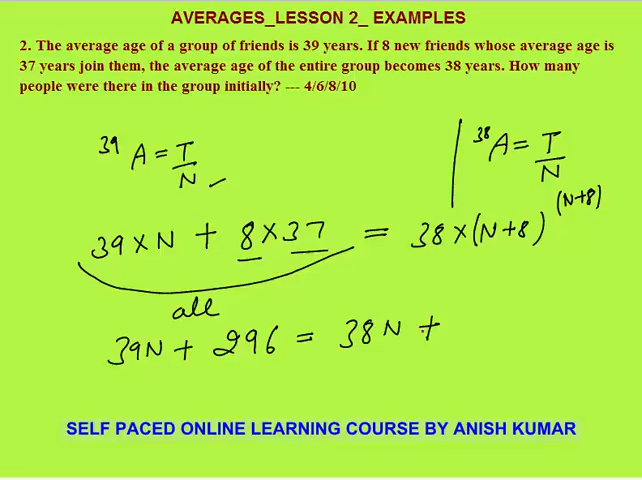 AVERAGES_LESSON 2_ EXAMPLES
2. The average age of a group of friends is 39 years. If 8 new friends whose average age is
37 years join them, the average age of the entire group becomes 38 years. How many
people were there in the group initially? --- 4/6/8/10
39 A = T/N ✓
38 A = T/N
(N+8)
39 × N + 8 × 37 = 38 × (N+8)
all
39N + 296 = 38N +
SELF PACED ONLINE LEARNING COURSE BY ANISH KUMAR